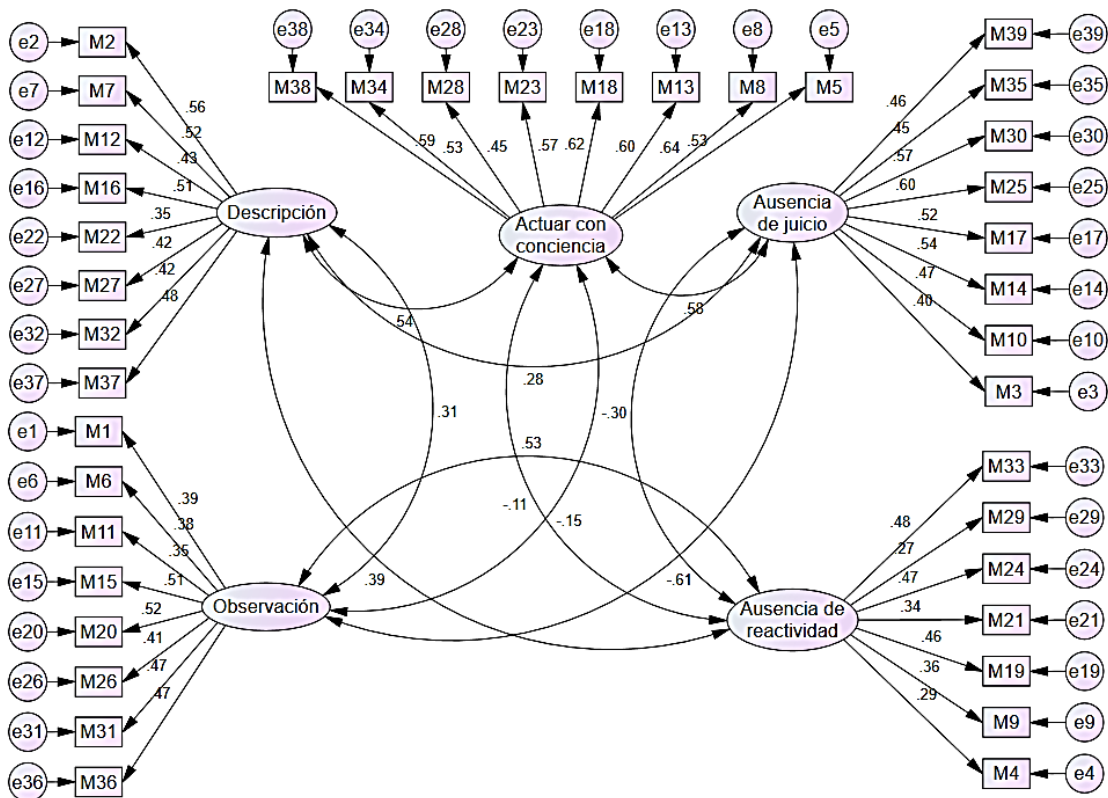 e2 M2
e7 M7
e12 M12
e16 M16
e22 M22
e27 M27
e32 M32
e37 M37
.56
.52
.43
.51
.35
.42
.42
.48
Descripción
e38 e34 e28 e23 e18 e13 e8 e5
M38 M34 M28 M23 M18 M13 M8 M5
.59 .53 .45 .57 .62 .60 .64 .53
Actuar con
conciencia
M39 e39
M35 e35
M30 e30
M25 e25
M17 e17
M14 e14
M10 e10
M3 e3
.46
.45
.57
.60
.52
.54
.47
.40
Ausencia
de juicio
.54
.58
.28
.31
-.30
.53
-.11
-.15
.39
-.61
e1 M1
e6 M6
e11 M11
e15 M15
e20 M20
e26 M26
e31 M31
e36 M36
.39
.38
.35
.51
.52
.41
.47
.47
Observación
M33 e33
M29 e29
M24 e24
M21 e21
M19 e19
M9 e9
M4 e4
.48
.27
.47
.34
.46
.36
.29
Ausencia de
reactividad